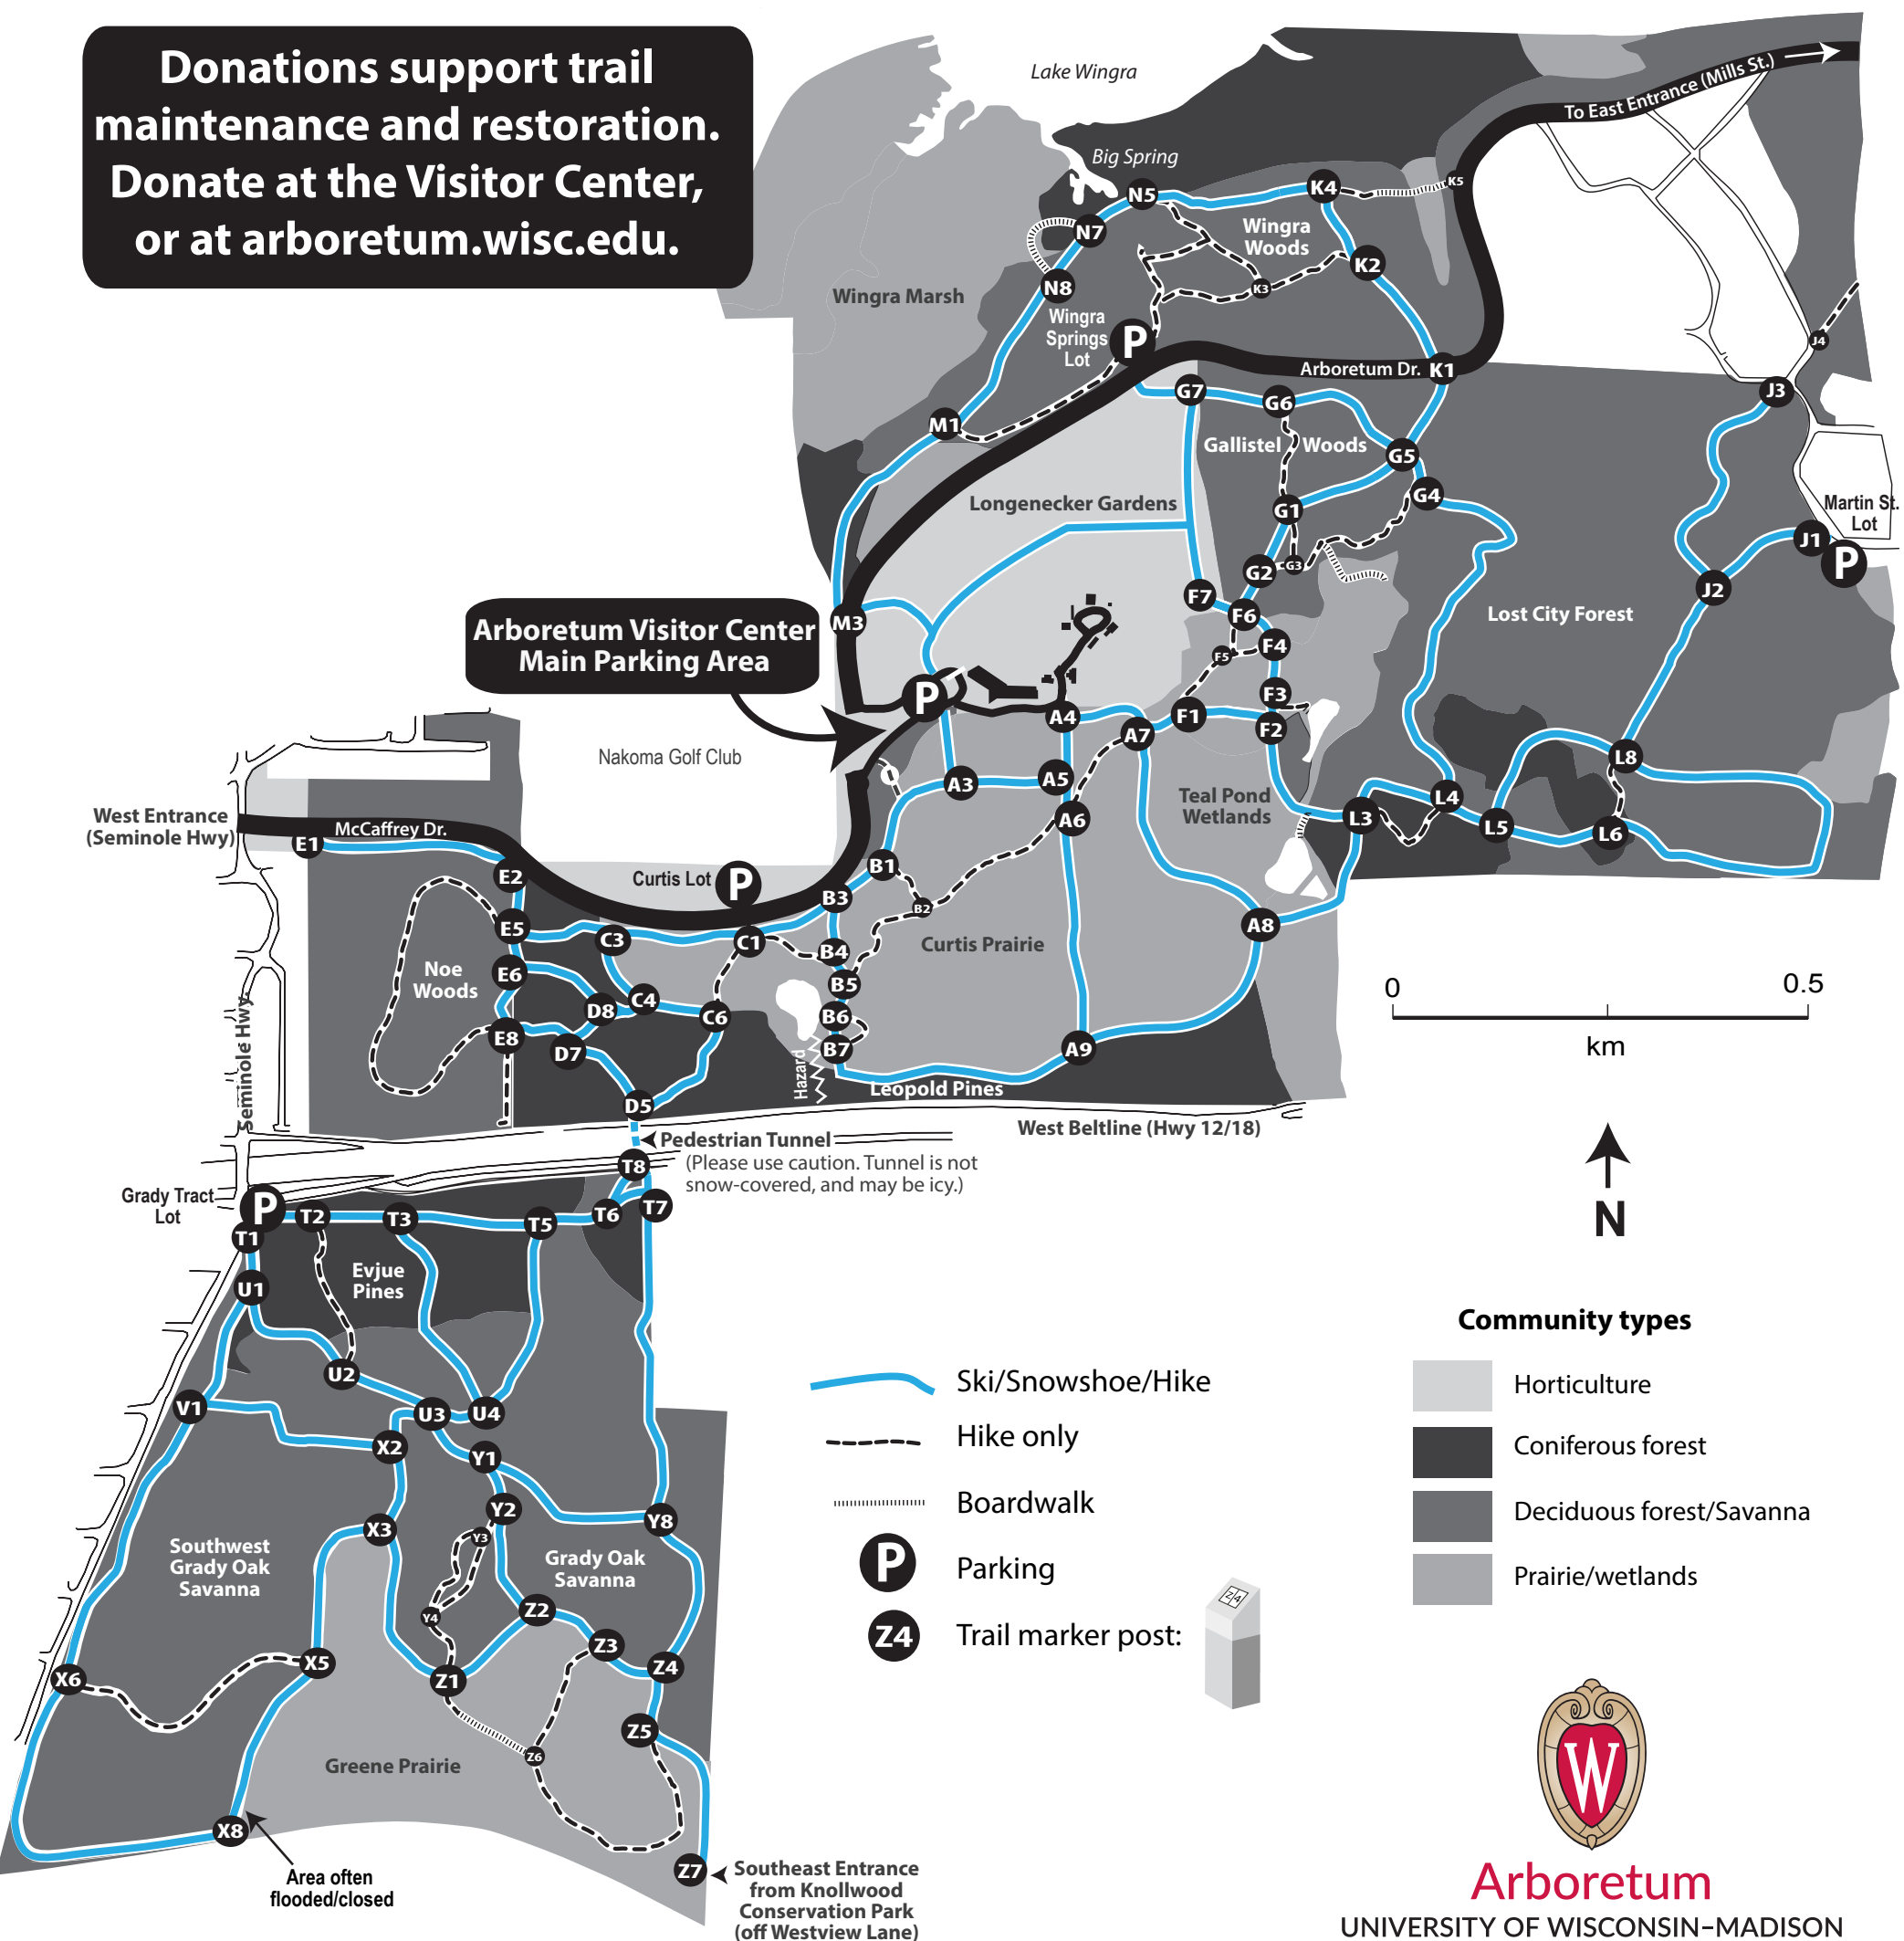 Donations support trail
maintenance and restoration.
Donate at the Visitor Center,
or at arboretum.wisc.edu.
Lake Wingra
To East Entrance (Mills St.)
Big Spring
N5
K4
K5
N7
Wingra
Woods
K2
N8
K3
Wingra Marsh
Wingra
Springs
Lot
P
J4
Arboretum Dr.
K1
G7
G6
J3
M1
Gallistel Woods
G5
G4
Longenecker Gardens
G1
Martin St.
Lot
J1
P
G2
G3
J2
F7
F6
Lost City Forest
M3
Arboretum Visitor Center
Main Parking Area
F4
F5
P
F3
A4
F1
F2
A7
Nakoma Golf Club
L8
A3
A5
Teal Pond
Wetlands
L4
West Entrance
(Seminole Hwy)
McCaffrey Dr.
E1
A6
L3
L5
L6
B1
E2
Curtis Lot
P
B3
B2
E5
C3
C1
A8
B4
Curtis Prairie
Noe
Woods
E6
B5
0
0.5
km
D8
C4
C6
B6
E8
D7
B7
A9
Hazard
Leopold Pines
Seminole Hwy.
D5
West Beltline (Hwy 12/18)
Pedestrian Tunnel
(Please use caution. Tunnel is not
snow-covered, and may be icy.)
T8
N
Grady Tract
Lot
P
T1
T2
T3
T5
T6
T7
U1
Evjue
Pines
U2
V1
U3
U4
X2
Y1
Y2
Y8
X3
Y3
Southwest
Grady Oak
Savanna
Grady Oak
Savanna
Y4
Z2
Z3
X5
Z4
X6
Z1
Z5
Z6
Greene Prairie
X8
Area often
flooded/closed
Z7
Southeast Entrance
from Knollwood
Conservation Park
(off Westview Lane)
Ski/Snowshoe/Hike
Hike only
Boardwalk
P
Parking
Z4
Trail marker post:
Z4
Community types
Horticulture
Coniferous forest
Deciduous forest/Savanna
Prairie/wetlands
W
Arboretum
UNIVERSITY OF WISCONSIN–MADISON